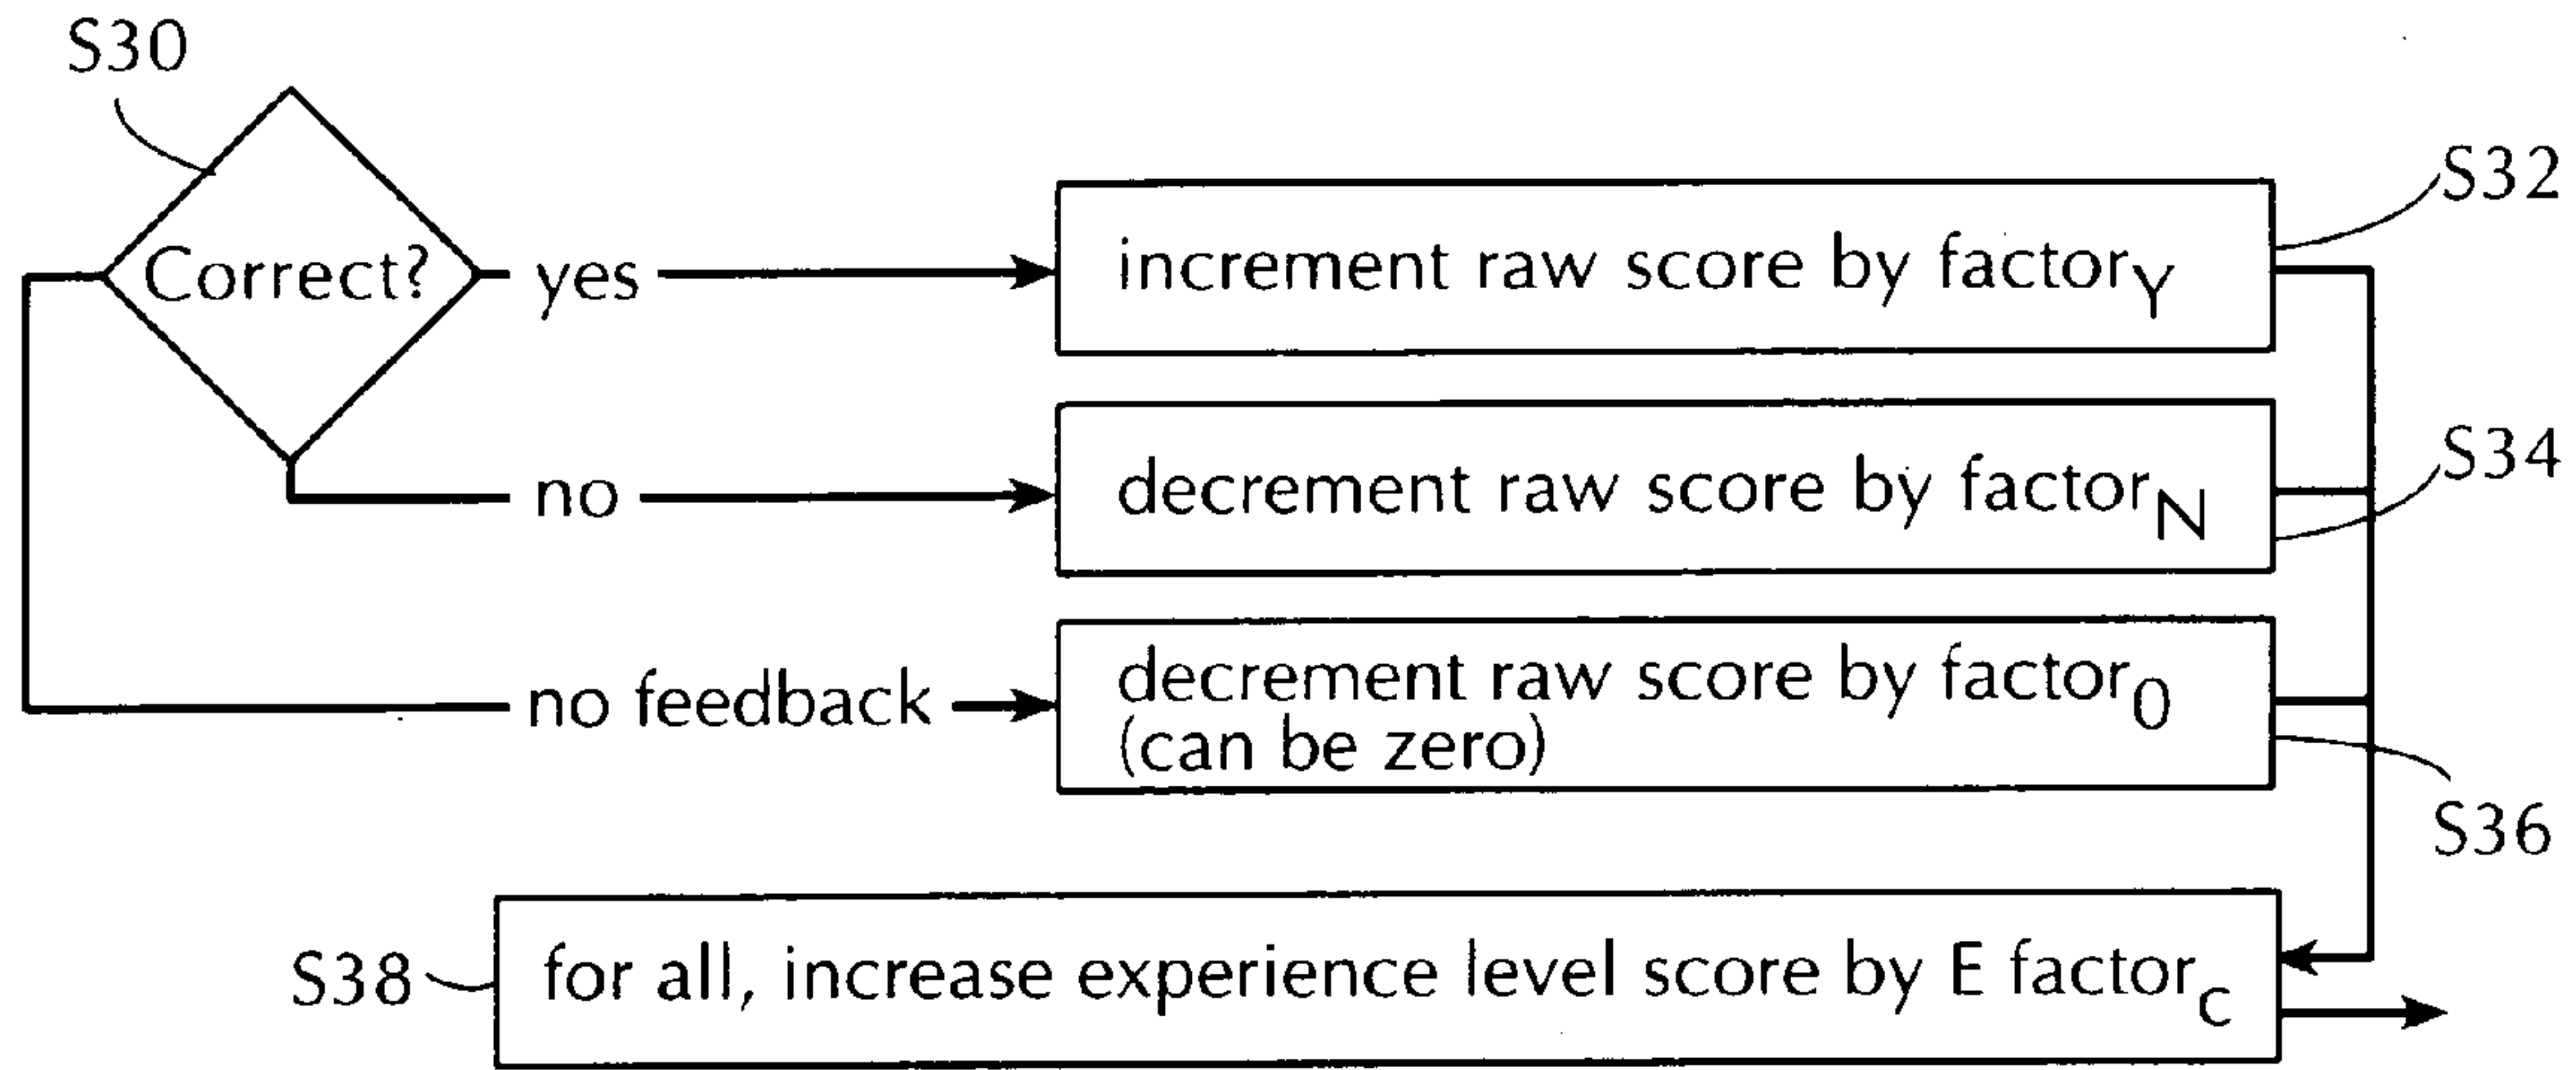 S30
Correct?
yes
increment raw score by factorY
S32
no
decrement raw score by factorN
S34
no feedback
decrement raw score by factor0
(can be zero)
S36
S38
for all, increase experience level score by E factorc